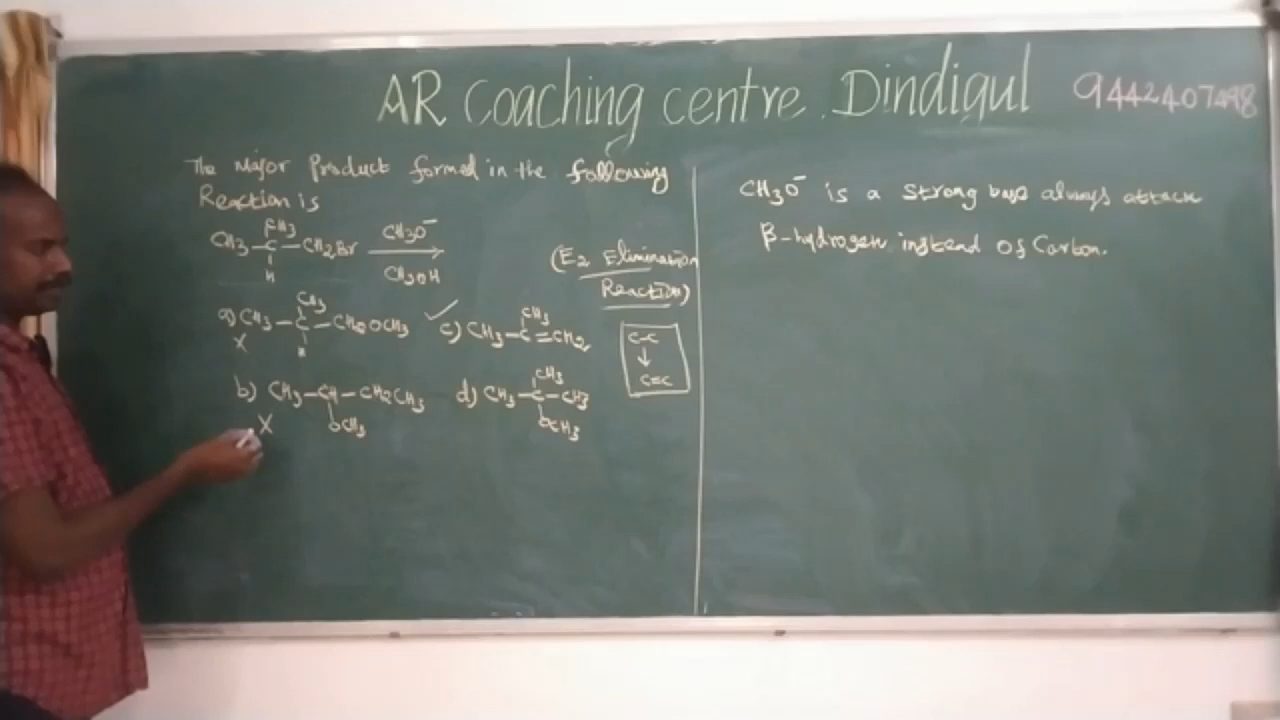 AR Coaching centre. Dindigul 9442407498
The Major Product formed in the following
Reaction is
CH3
CH3-C-CH2Br
H
CH3O⁻
CH3OH
(E2 Elimination
Reaction)
CH3
a) CH3-C-CH2OCH3
H
X
✓
CH3
c) CH3-C=CH2
C-C
↓
C=C
b) CH3-CH-CH2CH3
OCH3
X
CH3
d) CH3-C-CH3
OCH3
CH3O⁻ is a strong base always attack
β-hydrogen instead of Carbon.